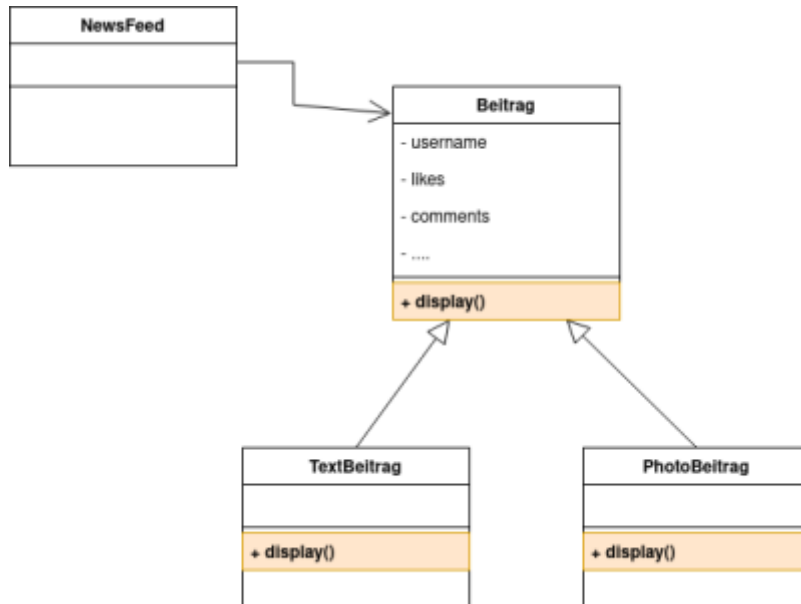 NewsFeed
Beitrag
- username
- likes
- comments
- ....
+ display()
TextBeitrag
PhotoBeitrag
+ display()
+ display()